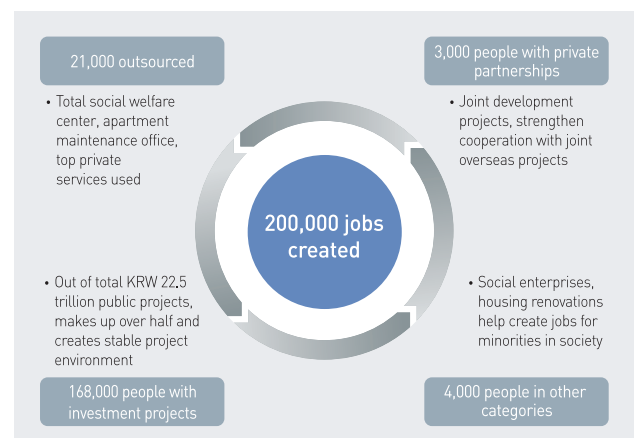 21,000 outsourced
• Total social welfare
center, apartment
maintenance office,
top private
services used
3,000 people with private
partnerships
• Joint development
projects, strengthen
cooperation with joint
overseas projects
200,000 jobs
created
• Out of total KRW 22.5
trillion public projects,
makes up over half and
creates stable project
environment
168,000 people with
investment projects
• Social enterprises,
housing renovations
help create jobs for
minorities in society
4,000 people in other
categories